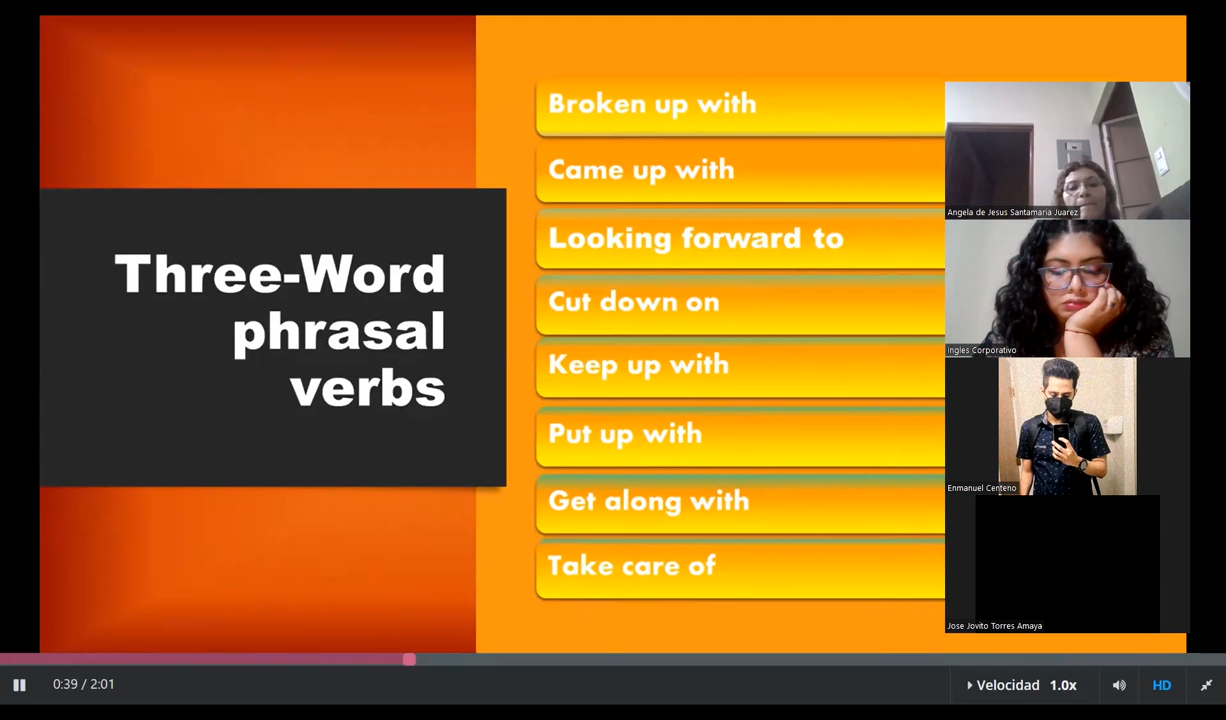 Three-Word
phrasal
verbs
Broken up with
Came up with
Looking forward to
Cut down on
Keep up with
Put up with
Get along with
Take care of
Angela de Jesus Santamaria Juarez
Ingles Corporativo
Enmanuel Centeno
Jose Jovito Torres Amaya
0:39 / 2:01
Velocidad 1.0x
HD